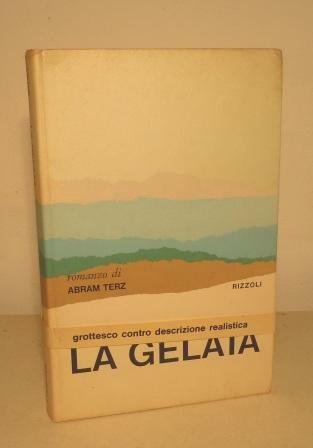 romanzo di
ABRAM TERZ
RIZZOLI
grottesco contro descrizione realistica
LA GELATA